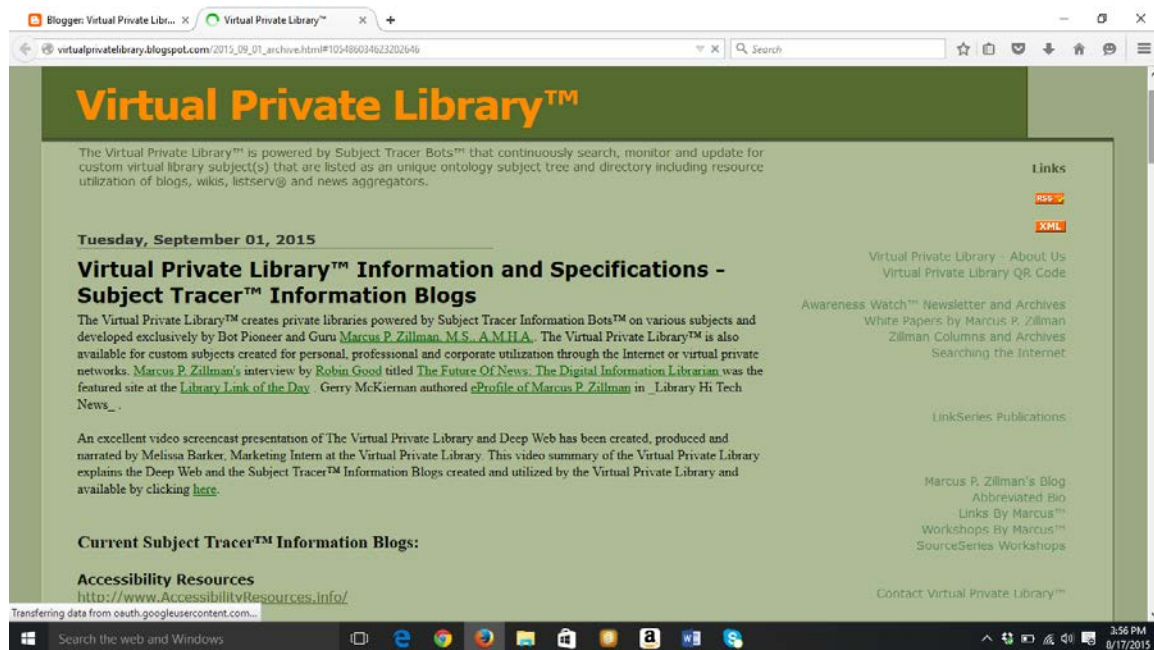 Blogger: Virtual Private Libr...
Virtual Private Library™
virtualprivatelibrary.blogspot.com/2015_09_01_archive.html#105486034623202646
Search
Virtual Private Library™
The Virtual Private Library™ is powered by Subject Tracer Bots™ that continuously search, monitor and update for
custom virtual library subject(s) that are listed as an unique ontology subject tree and directory including resource
utilization of blogs, wikis, listserv® and news aggregators.
Links
RSS
XML
Tuesday, September 01, 2015
Virtual Private Library™ Information and Specifications -
Subject Tracer™ Information Blogs
The Virtual Private Library™ creates private libraries powered by Subject Tracer Information Bots™ on various subjects and
developed exclusively by Bot Pioneer and Guru Marcus P. Zillman, M.S., A.M.H.A.. The Virtual Private Library™ is also
available for custom subjects created for personal, professional and corporate utilization through the Internet or virtual private
networks. Marcus P. Zillman's interview by Robin Good titled The Future Of News: The Digital Information Librarian was the
featured site at the Library Link of the Day . Gerry McKiernan authored eProfile of Marcus P. Zillman in _Library Hi Tech
News_ .
An excellent video screencast presentation of The Virtual Private Library and Deep Web has been created, produced and
narrated by Melissa Barker, Marketing Intern at the Virtual Private Library. This video summary of the Virtual Private Library
explains the Deep Web and the Subject Tracer™ Information Blogs created and utilized by the Virtual Private Library and
available by clicking here.
Current Subject Tracer™ Information Blogs:
Accessibility Resources
http://www.AccessibilityResources.info/
Virtual Private Library - About Us
Virtual Private Library QR Code
Awareness Watch™ Newsletter and Archives
White Papers by Marcus P. Zillman
Zillman Columns and Archives
Searching the Internet
LinkSeries Publications
Marcus P. Zillman's Blog
Abbreviated Bio
Links By Marcus™
Workshops By Marcus™
SourceSeries Workshops
Contact Virtual Private Library™
Transferring data from oauth.googleusercontent.com...
Search the web and Windows
3:56 PM
8/17/2015